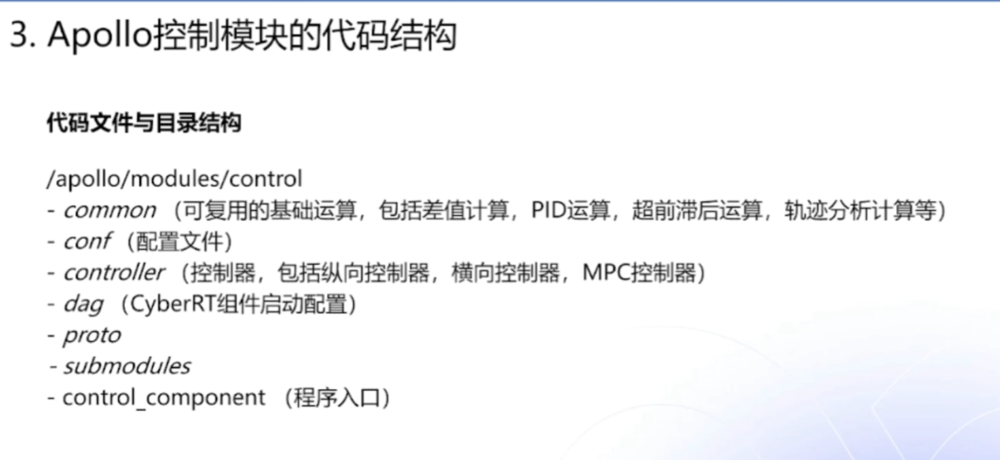 3. Apollo控制模块的代码结构
代码文件与目录结构
/apollo/modules/control
- common （可复用的基础运算，包括差值计算，PID运算，超前滞后运算，轨迹分析计算等）
- conf （配置文件）
- controller （控制器，包括纵向控制器，横向控制器，MPC控制器）
- dag （CyberRT组件启动配置）
- proto
- submodules
- control_component （程序入口）